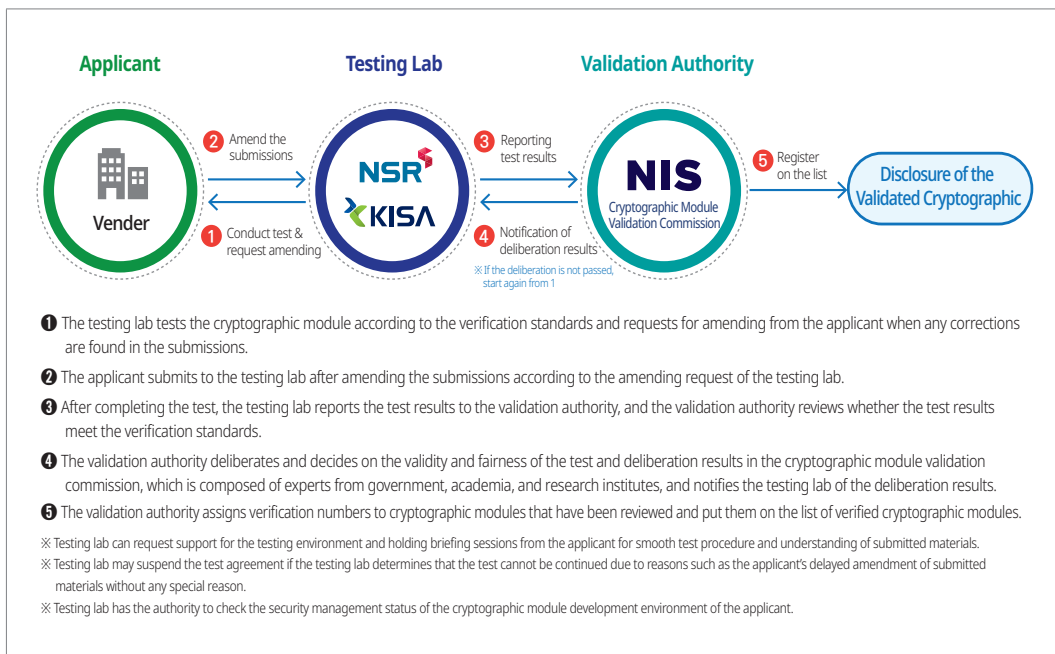 Applicant
Testing Lab
Validation Authority
2 Amend the
submissions
3 Reporting
test results
5 Register
on the list
Vender
NSR
KISA
NIS
Cryptographic Module
Validation Commission
Disclosure of the
Validated Cryptographic
1 Conduct test &
request amending
4 Notification of
deliberation results
※ If the deliberation is not passed,
start again from 1
❶ The testing lab tests the cryptographic module according to the verification standards and requests for amending from the applicant when any corrections
are found in the submissions.
❷ The applicant submits to the testing lab after amending the submissions according to the amending request of the testing lab.
❸ After completing the test, the testing lab reports the test results to the validation authority, and the validation authority reviews whether the test results
meet the verification standards.
❹ The validation authority deliberates and decides on the validity and fairness of the test and deliberation results in the cryptographic module validation
commission, which is composed of experts from government, academia, and research institutes, and notifies the testing lab of the deliberation results.
❺ The validation authority assigns verification numbers to cryptographic modules that have been reviewed and put them on the list of verified cryptographic modules.
※ Testing lab can request support for the testing environment and holding briefing sessions from the applicant for smooth test procedure and understanding of submitted materials.
※ Testing lab may suspend the test agreement if the testing lab determines that the test cannot be continued due to reasons such as the applicant's delayed amendment of submitted
materials without any special reason.
※ Testing lab has the authority to check the security management status of the cryptographic module development environment of the applicant.